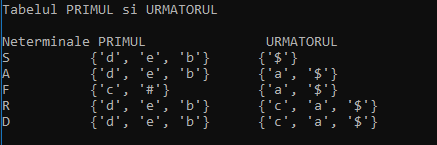 Tabelul PRIMUL si URMATORUL
Neterminale PRIMUL URMATORUL
S {'d', 'e', 'b'} {'$'}
A {'d', 'e', 'b'} {'a', '$'}
F {'c', '#'} {'a', '$'}
R {'d', 'e', 'b'} {'c', 'a', '$'}
D {'d', 'e', 'b'} {'c', 'a', '$'}